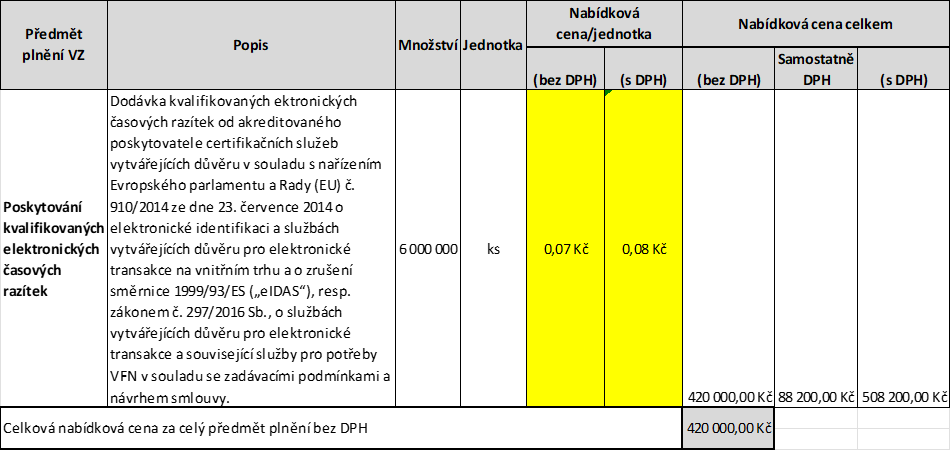 Předmět
plnění VZ
Popis
Množství
Jednotka
Nabídková
cena/jednotka
Nabídková cena celkem
(bez DPH)
(s DPH)
(bez DPH)
Samostatně
DPH
(s DPH)
Poskytování
kvalifikovaných
elektronických
časových
razítek
Dodávka kvalifikovaných ektronických
časových razítek od akreditovaného
poskytovatele certifikačních služeb
vytvářejících důvěru v souladu s nařízením
Evropského parlamentu a Rady (EU) č.
910/2014 ze dne 23. července 2014 o
elektronické identifikaci a službách
vytvářejících důvěru pro elektronické
transakce na vnitřním trhu a o zrušení
směrnice 1999/93/ES („eIDAS“), resp.
zákonem č. 297/2016 Sb., o službách
vytvářejících důvěru pro elektronické
transakce a související služby pro potřeby
VFN v souladu se zadávacími podmínkami a
návrhem smlouvy.
6 000 000
ks
0,07 Kč
0,08 Kč
420 000,00 Kč
88 200,00 Kč
508 200,00 Kč
Celková nabídková cena za celý předmět plnění bez DPH
420 000,00 Kč